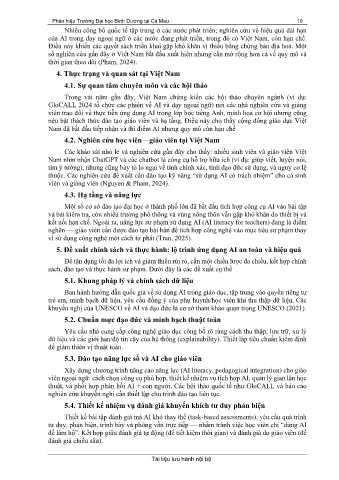 Phân hiệu Trường Đại học Bình Dương tại Cà Mau 10
Nhiều công bố quốc tế tập trung ở các nước phát triển; nghiên cứu về hiệu quả dài hạn
của AI trong dạy ngoại ngữ ở các nước đang phát triển, trong đó có Việt Nam, còn hạn chế.
Điều này khiến các quyết sách triển khai gặp khó khăn vì thiếu bằng chứng bản địa hoá. Một
số nghiên cứu gần đây ở Việt Nam bắt đầu xuất hiện nhưng cần mở rộng hơn cả về quy mô và
thời gian theo dõi (Pham, 2024).
4. Thực trạng và quan sát tại Việt Nam
4.1. Sự quan tâm chuyên môn và các hội thảo
Trong vài năm gần đây, Việt Nam chứng kiến các hội thảo chuyên ngành (ví dụ:
GloCALL 2024 tổ chức các phiên về AI và dạy ngoại ngữ) nơi các nhà nghiên cứu và giảng
viên trao đổi về thực tiễn ứng dụng AI trong lớp học tiếng Anh, minh họa cơ hội nhưng cũng
nêu bật thách thức đào tạo giáo viên và hạ tầng. Điều này cho thấy cộng đồng giáo dục Việt
Nam đã bắt đầu tiếp nhận và thí điểm AI nhưng quy mô còn hạn chế
4.2. Nghiên cứu học viên – giáo viên tại Việt Nam
Các khảo sát nhỏ lẻ và nghiên cứu gần đây cho thấy: nhiều sinh viên và giáo viên Việt
Nam nhìn nhận ChatGPT và các chatbot là công cụ hỗ trợ hữu ích (ví dụ: giúp viết, luyện nói,
tìm ý tưởng), nhưng cũng bày tỏ lo ngại về tính chính xác, tính đạo đức sử dụng, và nguy cơ lệ
thuộc. Các nghiên cứu đề xuất cần đào tạo kỹ năng “sử dụng AI có trách nhiệm” cho cả sinh
viên và giảng viên (Nguyen & Pham, 2024).
4.3. Hạ tầng và năng lực
Một số cơ sở đào tạo đại học ở thành phố lớn đã bắt đầu tích hợp công cụ AI vào bài tập
và bài kiểm tra, còn nhiều trường phổ thông và vùng nông thôn vẫn gặp khó khăn do thiết bị và
kết nối hạn chế. Ngoài ra, năng lực sư phạm tích hợp AI (AI literacy for teachers) đang là điểm
nghẽn — giáo viên cần được đào tạo bài bản để tích hợp công nghệ vào mục tiêu sư phạm thay
vì sử dụng công nghệ một cách tự phát (Tran, 2025).
5. Đề xuất chính sách và thực hành: lộ trình ứng dụng AI an toàn và hiệu quả
Để tận dụng tối đa lợi ích và giảm thiểu rủi ro, cần một chiến lược đa chiều, kết hợp chính
sách, đào tạo và thực hành sư phạm. Dưới đây là các đề xuất cụ thể
5.1. Khung pháp lý và chính sách dữ liệu
Ban hành hướng dẫn quốc gia về sử dụng AI trong giáo dục, tập trung vào quyền riêng tư
trẻ em, minh bạch dữ liệu, yêu cầu đồng ý của phụ huynh/học viên khi thu thập dữ liệu. Các
khuyến nghị của UNESCO về AI và đạo đức là cơ sở tham khảo quan trọng UNESCO (2021).
5.2. Chuẩn mực đạo đức và minh bạch thuật toán
Yêu cầu nhà cung cấp công nghệ giáo dục công bố rõ ràng cách thu thập, lưu trữ, xử lý
dữ liệu và các giới hạn/độ tin cậy của hệ thống (explainability). Thiết lập tiêu chuẩn kiểm định
để giảm thiên vị thuật toán.
5.3. Đào tạo năng lực số và AI cho giáo viên
Xây dựng chương trình nâng cao năng lực (AI literacy, pedagogical integration) cho giáo
viên ngoại ngữ: cách chọn công cụ phù hợp, thiết kế nhiệm vụ tích hợp AI, quản lý gian lận học
thuật, và phối hợp phản hồi AI + con người. Các hội thảo quốc tế như GloCALL và báo cáo
nghiên cứu khuyến nghị cần thiết lập chu trình đào tạo liên tục.
5.4. Thiết kế nhiệm vụ đánh giá khuyến khích tư duy phản biện
Thiết kế bài tập đánh giá mà AI khó thay thế (task-based assessments), yêu cầu quá trình
tư duy, phản biện, trình bày và phỏng vấn trực tiếp — nhằm tránh việc học viên chỉ “dùng AI
để làm hộ”. Kết hợp giữa đánh giá tự động (để tiết kiệm thời gian) và đánh giá do giáo viên (để
đánh giá chiều sâu).
Tài liệu lưu hành nội bộ